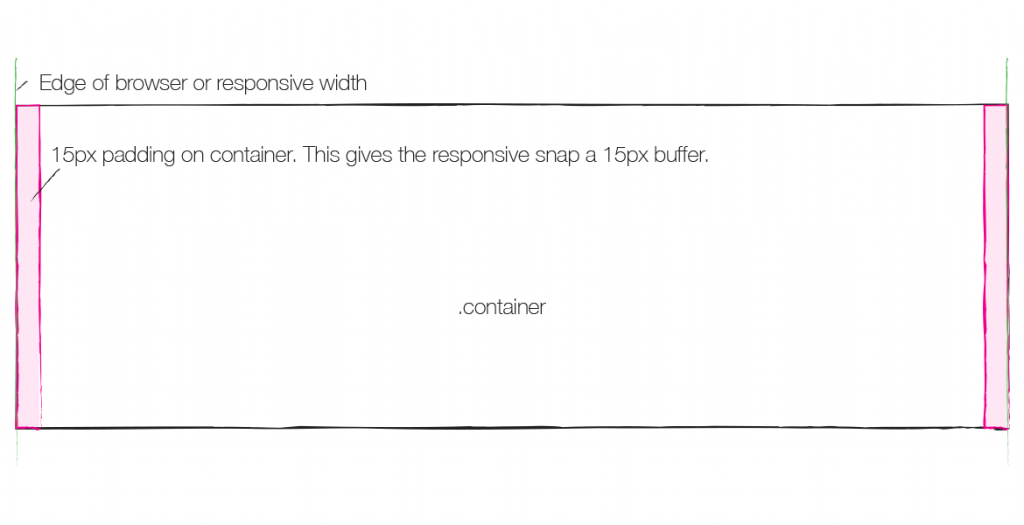 Edge of browser or responsive width
15px padding on container. This gives the responsive snap a 15px buffer.
.container